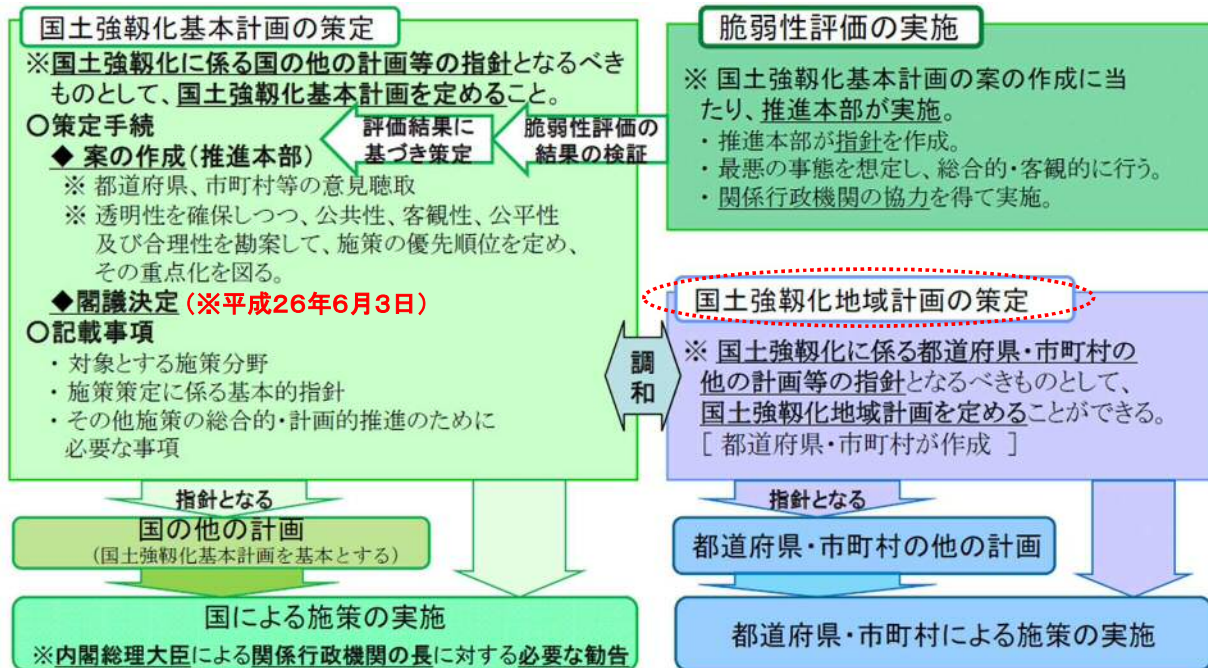 国土強靱化基本計画の策定
※国土強靱化に係る国の他の計画等の指針となるべき
ものとして、国土強靱化基本計画を定めること。
〇策定手続
◆ 案の作成(推進本部)
※ 都道府県、市町村等の意見聴取
※ 透明性を確保しつつ、公共性、客観性、公平性
及び合理性を勘案して、施策の優先順位を定め、
その重点化を図る。
◆閣議決定(※平成26年6月3日)
〇記載事項
・対象とする施策分野
・施策策定に係る基本的指針
・その他施策の総合的・計画的推進のために
必要な事項
評価結果に
基づき策定
脆弱性評価の
結果の検証
脆弱性評価の実施
※ 国土強靱化基本計画の案の作成に当
たり、推進本部が実施。
・推進本部が指針を作成。
・最悪の事態を想定し、総合的・客観的に行う。
・関係行政機関の協力を得て実施。
調
和
国土強靱化地域計画の策定
※ 国土強靱化に係る都道府県・市町村の
他の計画等の指針となるべきものとして、
国土強靱化地域計画を定めることができる。
[ 都道府県・市町村が作成 ]
指針となる
国の他の計画
(国土強靱化基本計画を基本とする)
国による施策の実施
※内閣総理大臣による関係行政機関の長に対する必要な勧告
指針となる
都道府県・市町村の他の計画
都道府県・市町村による施策の実施